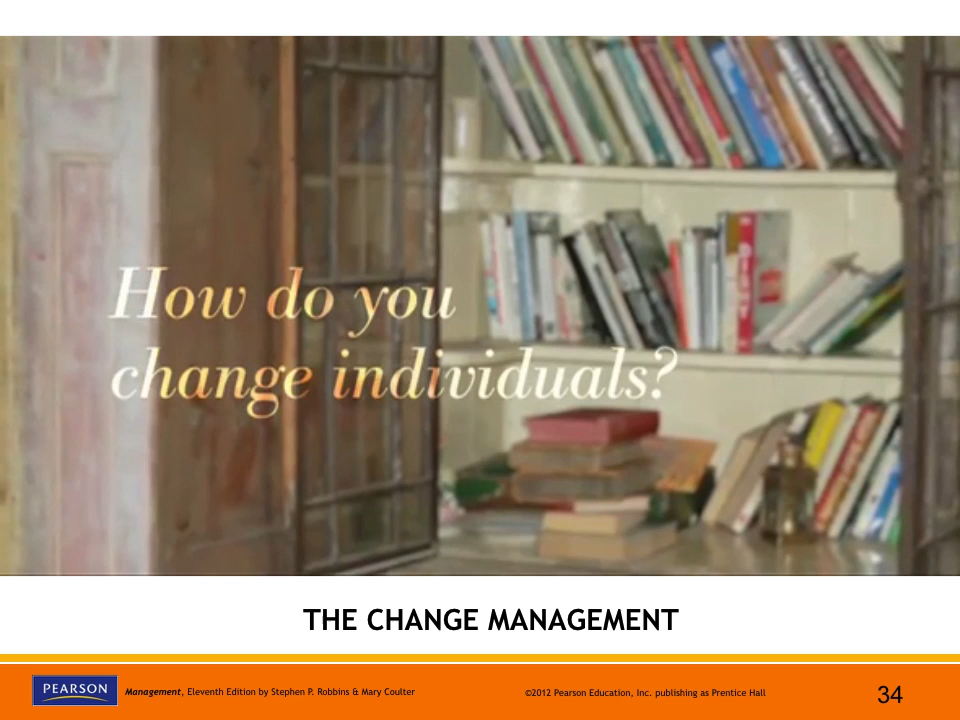 How do you
change individuals?
THE CHANGE MANAGEMENT
PEARSON
Management, Eleventh Edition by Stephen P. Robbins & Mary Coulter
©2012 Pearson Education, Inc. publishing as Prentice Hall
34